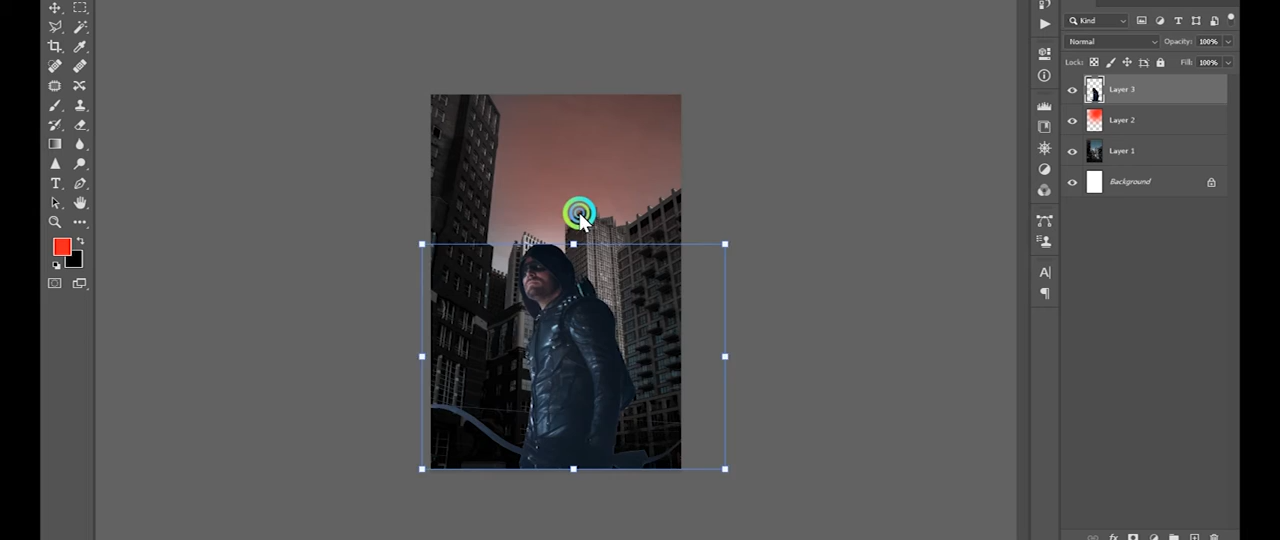 Kind
Normal
Opacity: 100%
Lock:
Fill: 100%
Layer 3
Layer 2
Layer 1
Background